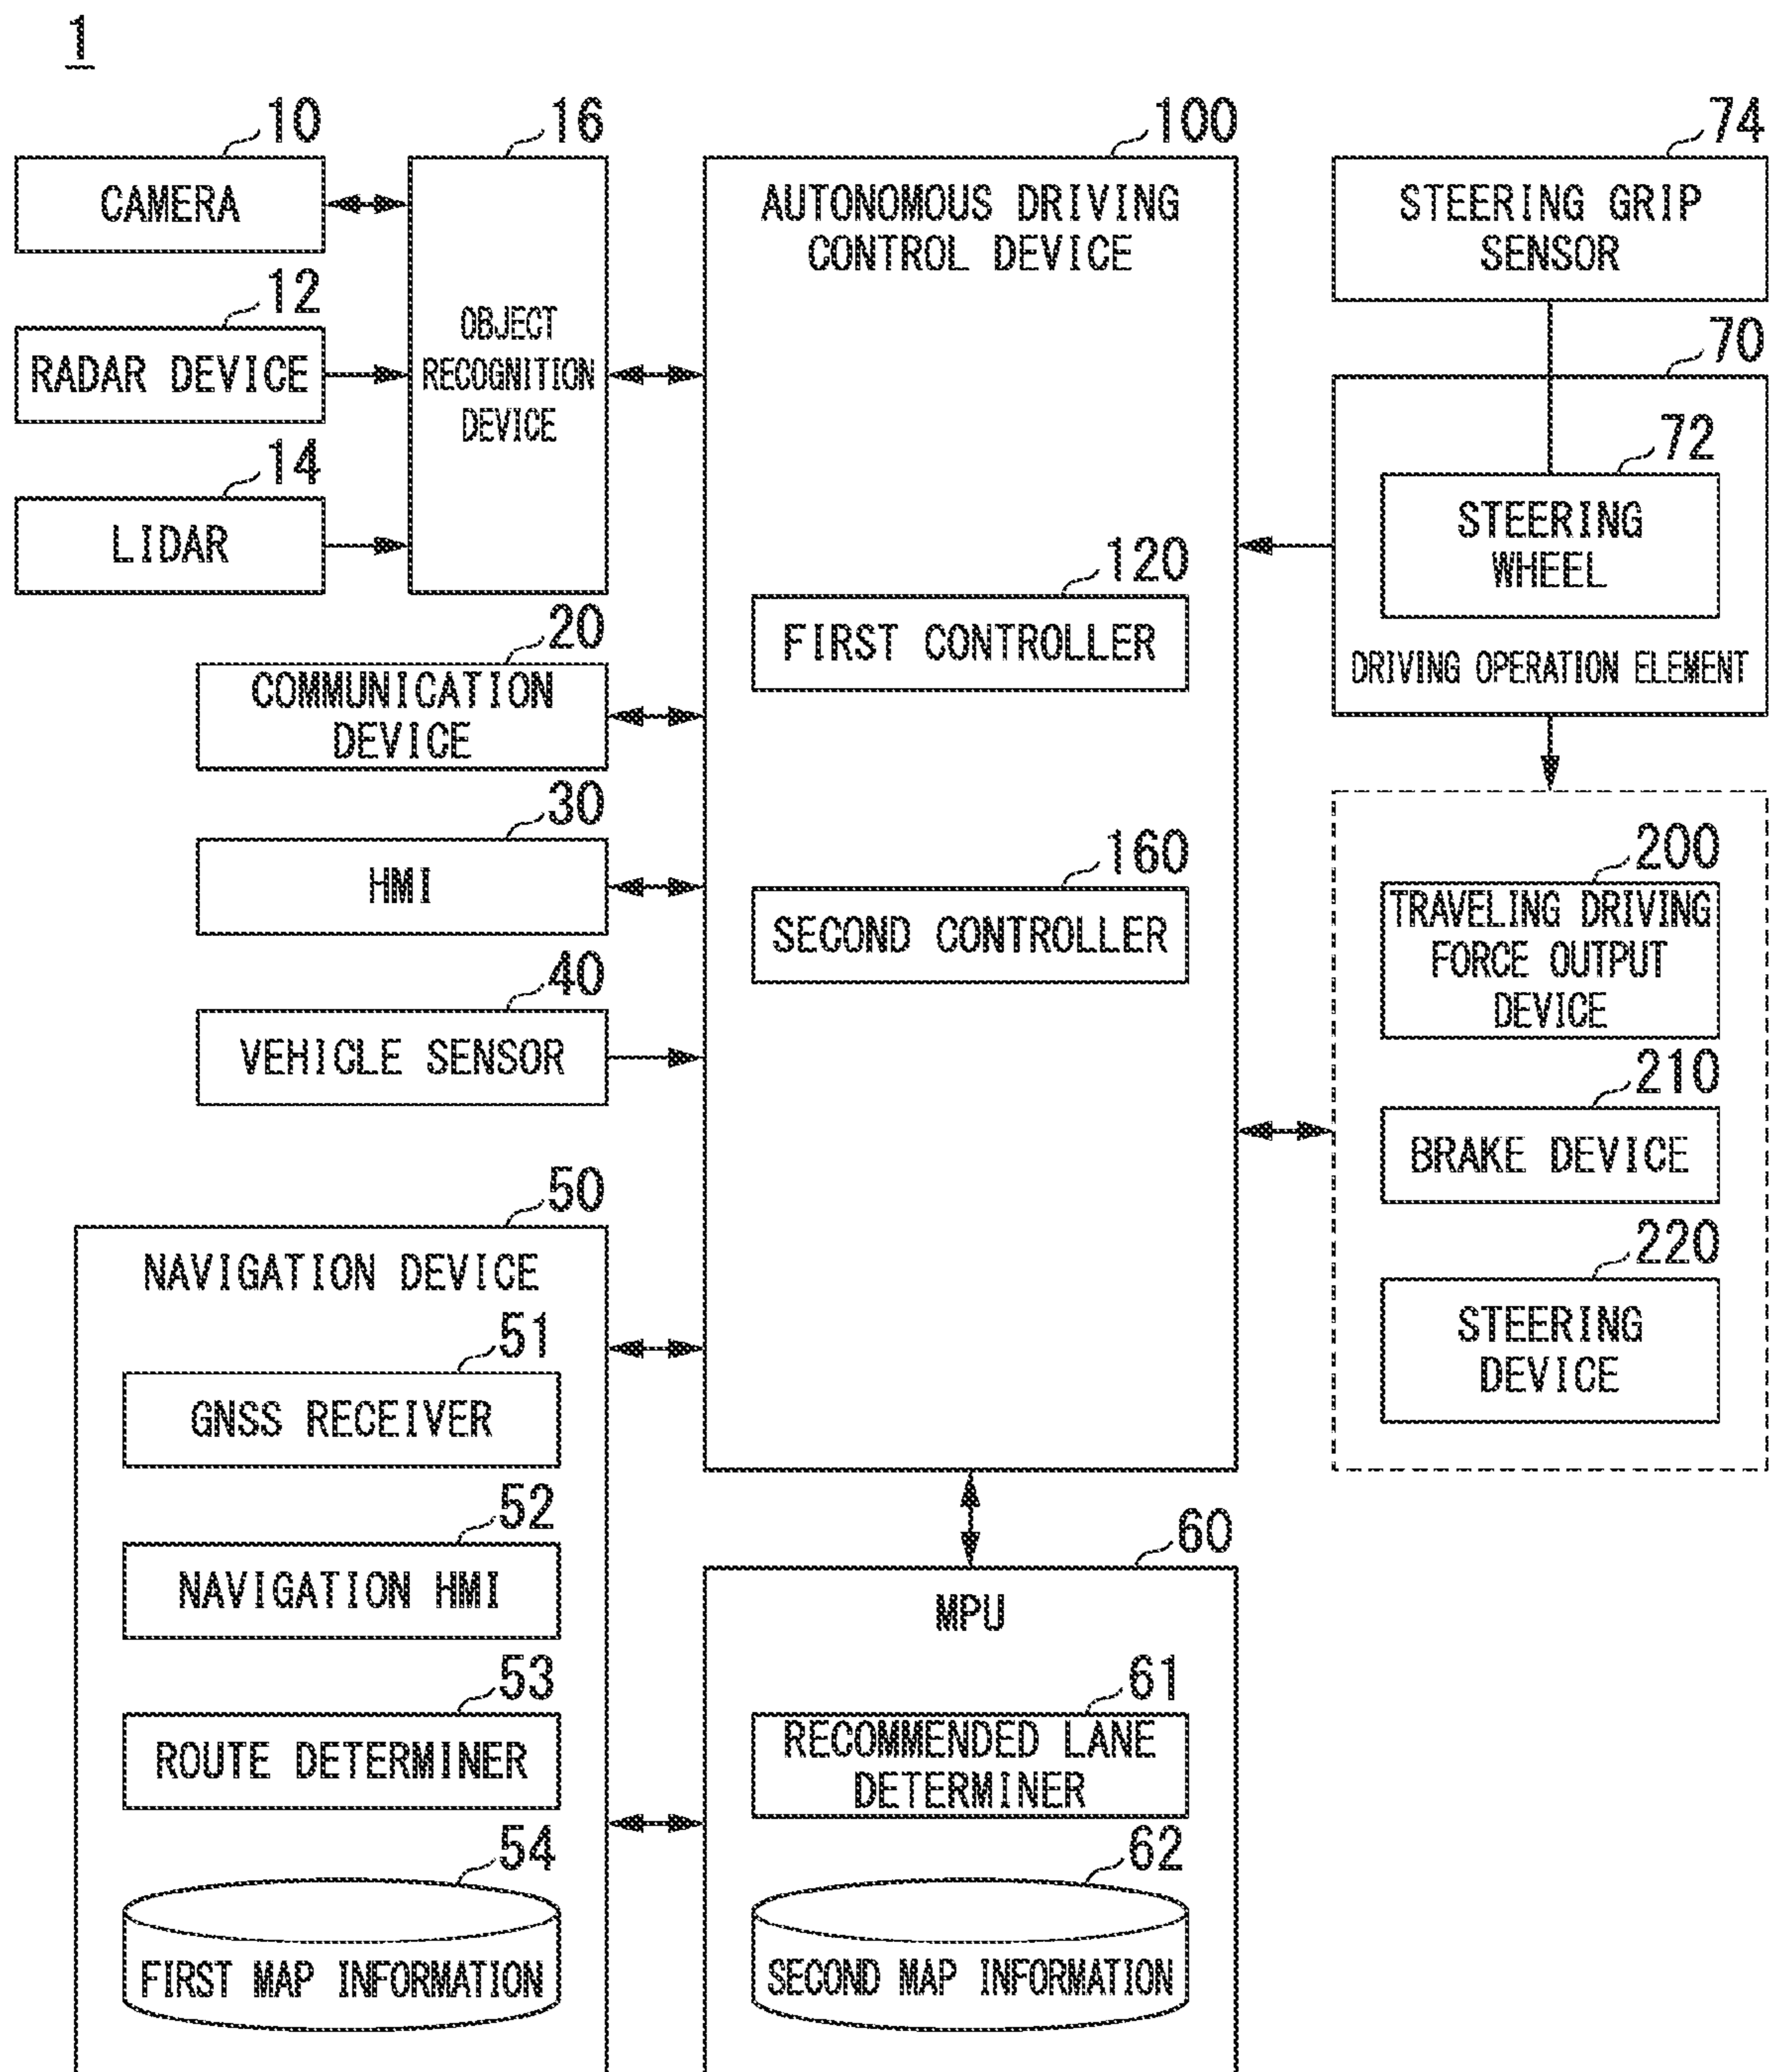 1
10
CAMERA
12
RADAR DEVICE
14
LIDAR
16
OBJECT
RECOGNITION
DEVICE
20
COMMUNICATION
DEVICE
30
HMI
40
VEHICLE SENSOR
50
NAVIGATION DEVICE
51
GNSS RECEIVER
52
NAVIGATION HMI
53
ROUTE DETERMINER
54
FIRST MAP INFORMATION
100
AUTONOMOUS DRIVING
CONTROL DEVICE
120
FIRST CONTROLLER
160
SECOND CONTROLLER
60
MPU
61
RECOMMENDED LANE
DETERMINER
62
SECOND MAP INFORMATION
74
STEERING GRIP
SENSOR
70
72
STEERING
WHEEL
DRIVING OPERATION ELEMENT
200
TRAVELING DRIVING
FORCE OUTPUT
DEVICE
210
BRAKE DEVICE
220
STEERING
DEVICE